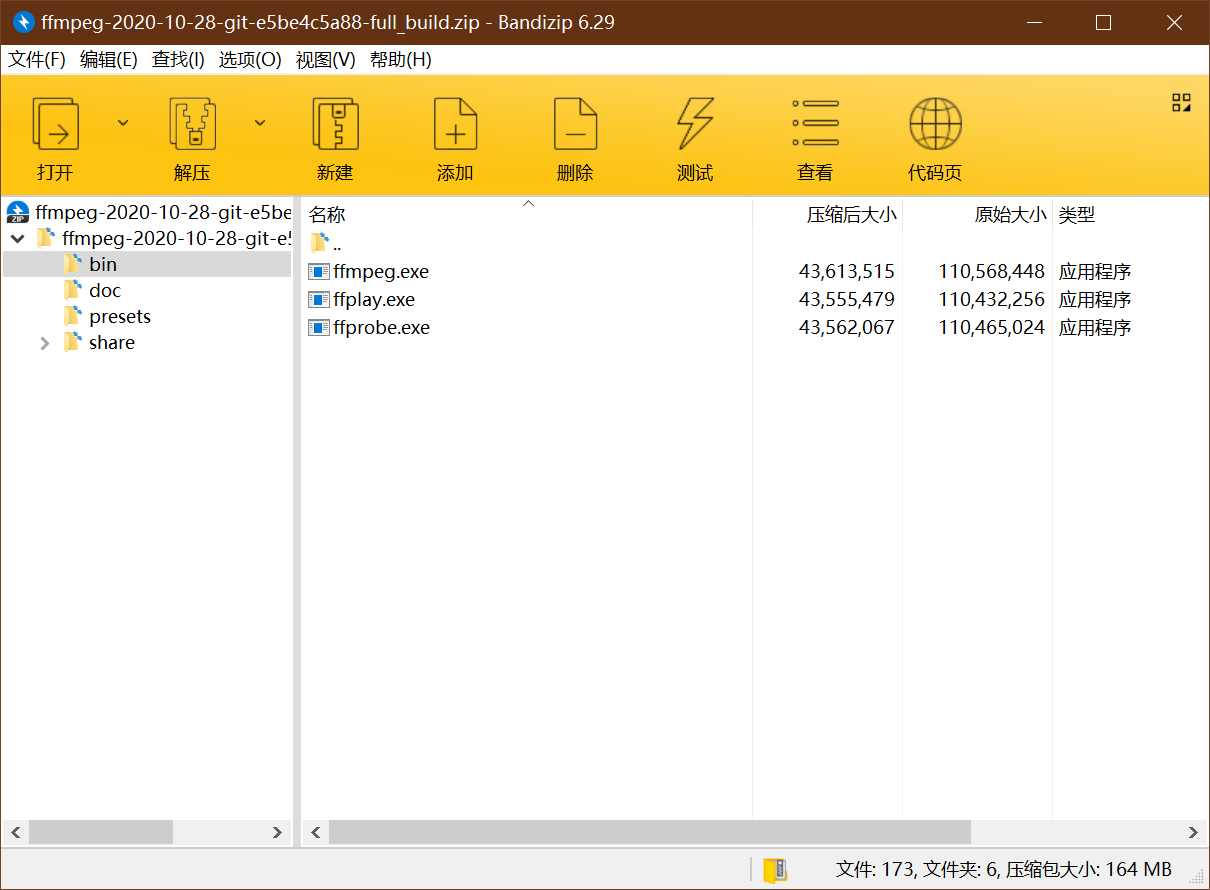 ffmpeg-2020-10-28-git-e5be4c5a88-full_build.zip - Bandizip 6.29
文件(F) 编辑(E) 查找(I) 选项(O) 视图(V) 帮助(H)
打开 解压 新建 添加 删除 测试 查看 代码页
ZIP ffmpeg-2020-10-28-git-e5be
ffmpeg-2020-10-28-git-e5
bin
doc
presets
share
名称 压缩后大小 原始大小 类型
..
ffmpeg.exe 43,613,515 110,568,448 应用程序
ffplay.exe 43,555,479 110,432,256 应用程序
ffprobe.exe 43,562,067 110,465,024 应用程序
文件: 173, 文件夹: 6, 压缩包大小: 164 MB